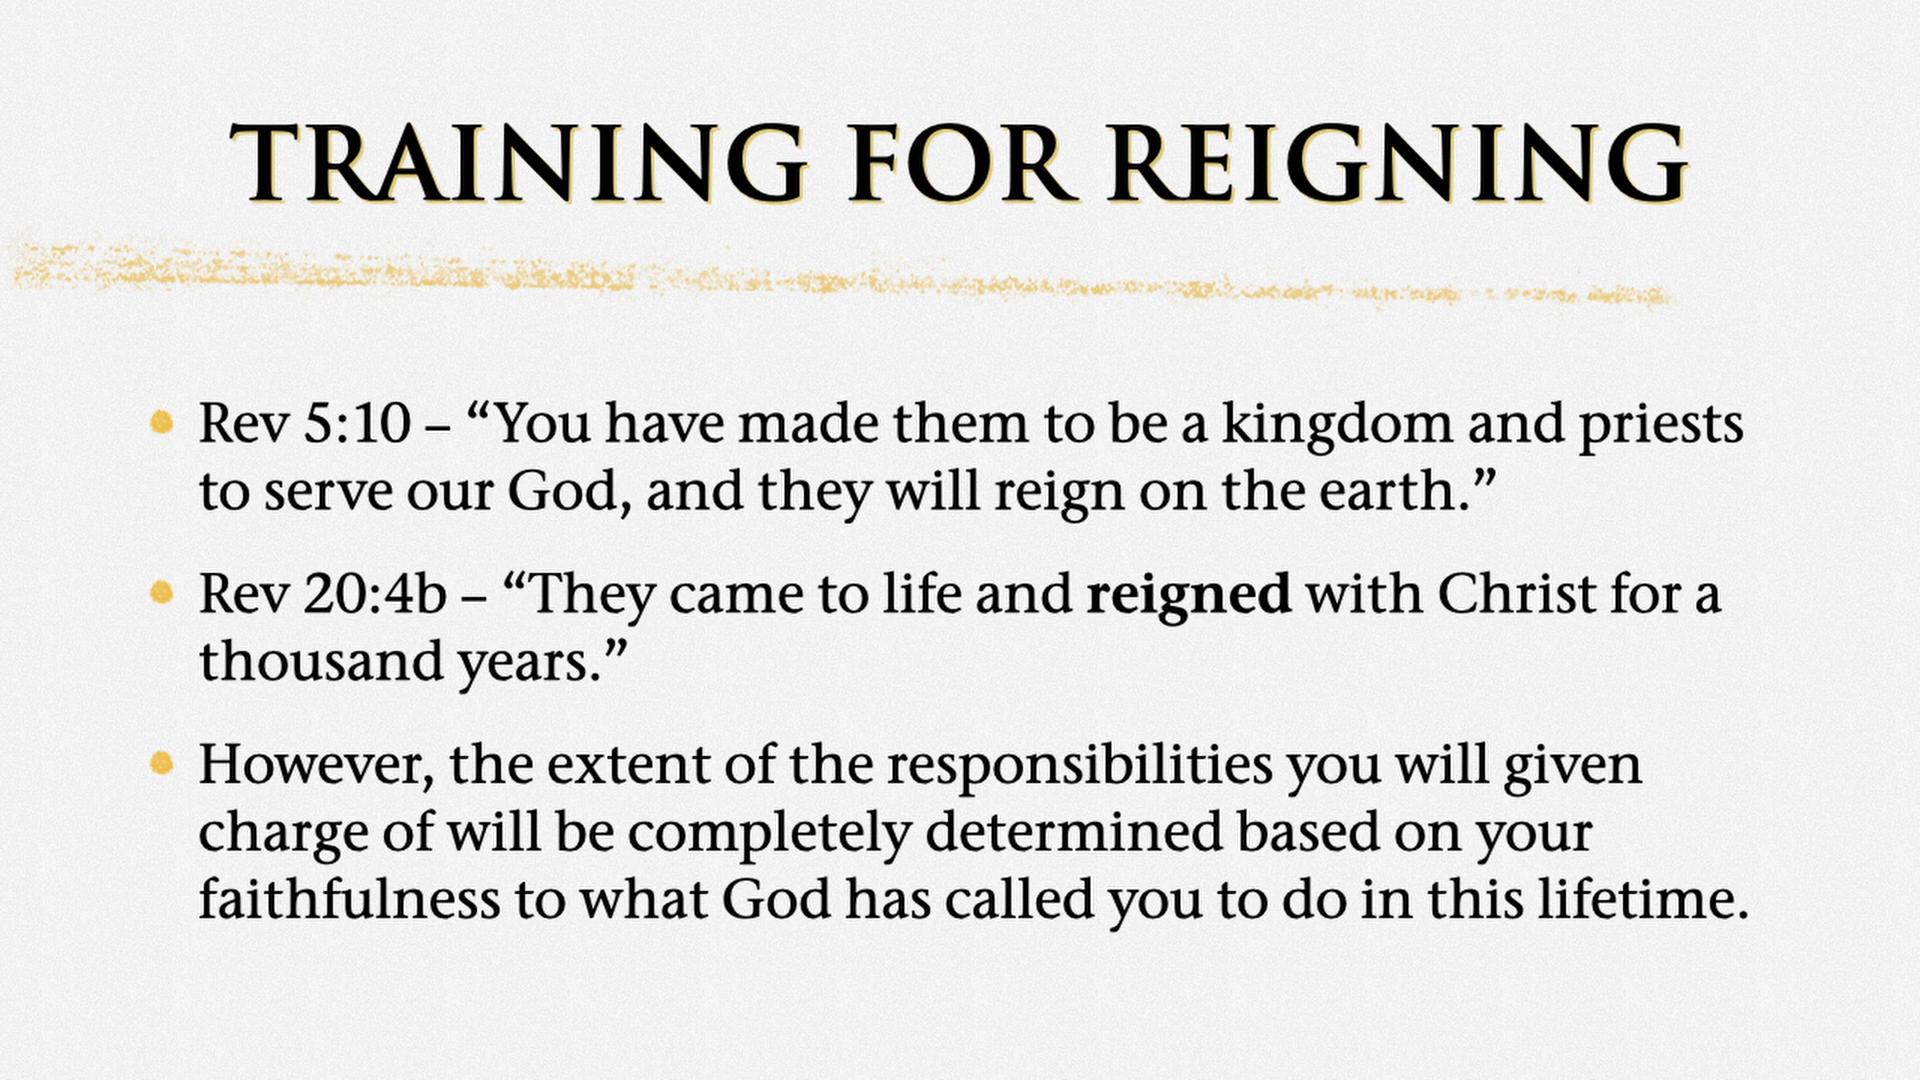 TRAINING FOR REIGNING
• Rev 5:10 – “You have made them to be a kingdom and priests
to serve our God, and they will reign on the earth.”
• Rev 20:4b – “They came to life and reigned with Christ for a
thousand years.”
• However, the extent of the responsibilities you will given
charge of will be completely determined based on your
faithfulness to what God has called you to do in this lifetime.